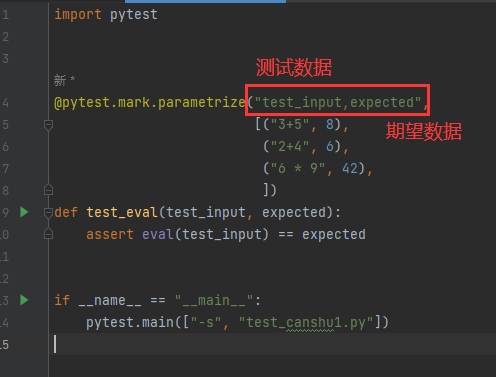 1 import pytest
2
3
新 *
4 @pytest.mark.parametrize("test_input,expected",
5 [("3+5", 8),
6 ("2+4", 6),
7 ("6 * 9", 42),
8 ])
9 def test_eval(test_input, expected):
10 assert eval(test_input) == expected
11
12
13 if __name__ == "__main__":
14 pytest.main(["-s", "test_canshu1.py"])
15
测试数据
期望数据